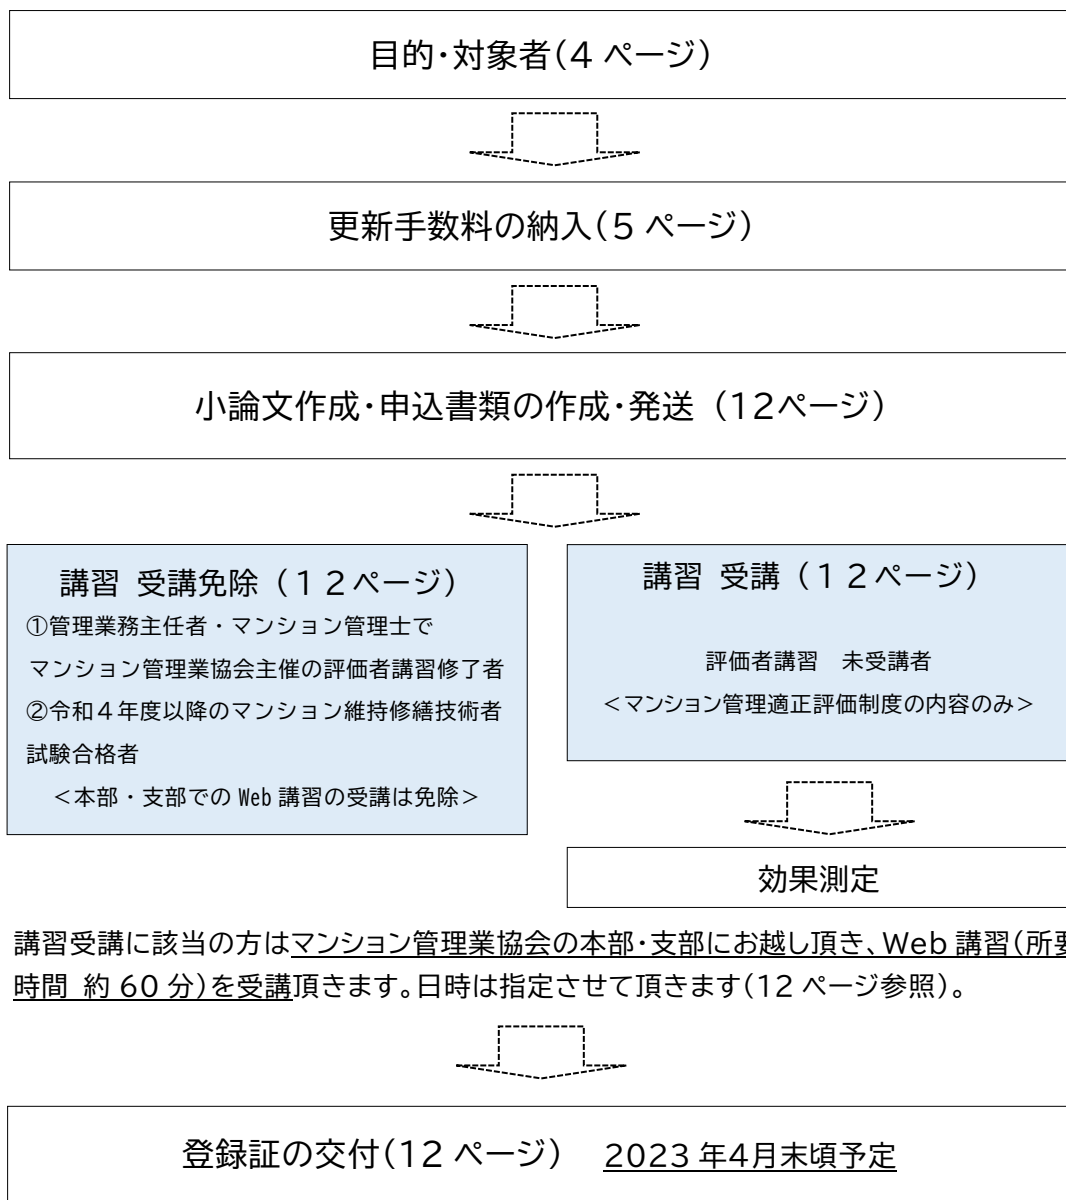 目的・対象者(4 ページ)
更新手数料の納入(5 ページ)
小論文作成・申込書類の作成・発送 (12ページ)
講習 受講免除(１２ページ)
①管理業務主任者・マンション管理士で
マンション管理業協会主催の評価者講習修了者
②令和４年度以降のマンション維持修繕技術者
試験合格者
＜本部・支部での Web 講習の受講は免除＞
講習 受講(１２ページ)
評価者講習　未受講者
＜マンション管理適正評価制度の内容のみ＞
効果測定
講習受講に該当の方はマンション管理業協会の本部・支部にお越し頂き、Web 講習(所要
時間 約 60 分)を受講頂きます。日時は指定させて頂きます(12 ページ参照)。
登録証の交付(12 ページ)　2023 年4月末頃予定